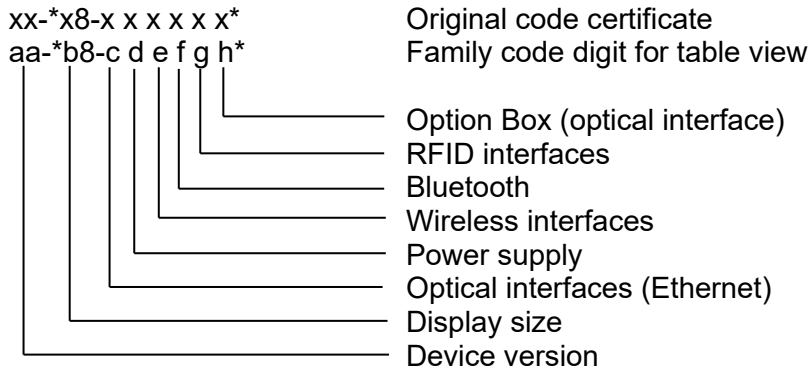 xx-*x8-x x x x x x* Original code certificate
aa-*b8-c d e f g h* Family code digit for table view
Option Box (optical interface)
RFID interfaces
Bluetooth
Wireless interfaces
Power supply
Optical interfaces (Ethernet)
Display size
Device version